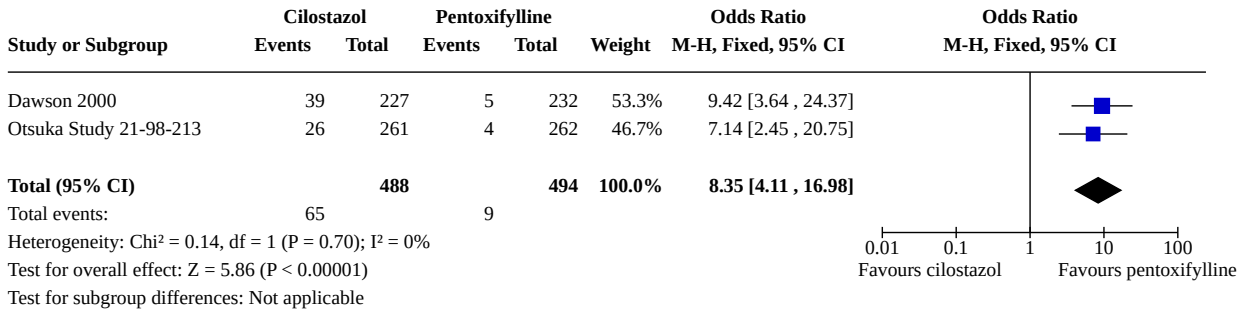 Cilostazol Pentoxifylline Odds Ratio Odds Ratio
Study or Subgroup Events Total Events Total Weight M-H, Fixed, 95% CI M-H, Fixed, 95% CI
Dawson 2000 39 227 5 232 53.3% 9.42 [3.64 , 24.37]
Otsuka Study 21-98-213 26 261 4 262 46.7% 7.14 [2.45 , 20.75]
Total (95% CI) 488 494 100.0% 8.35 [4.11 , 16.98]
Total events: 65 9
Heterogeneity: Chi² = 0.14, df = 1 (P = 0.70); I² = 0%
0.01 0.1 1 10 100
Test for overall effect: Z = 5.86 (P < 0.00001) Favours cilostazol Favours pentoxifylline
Test for subgroup differences: Not applicable